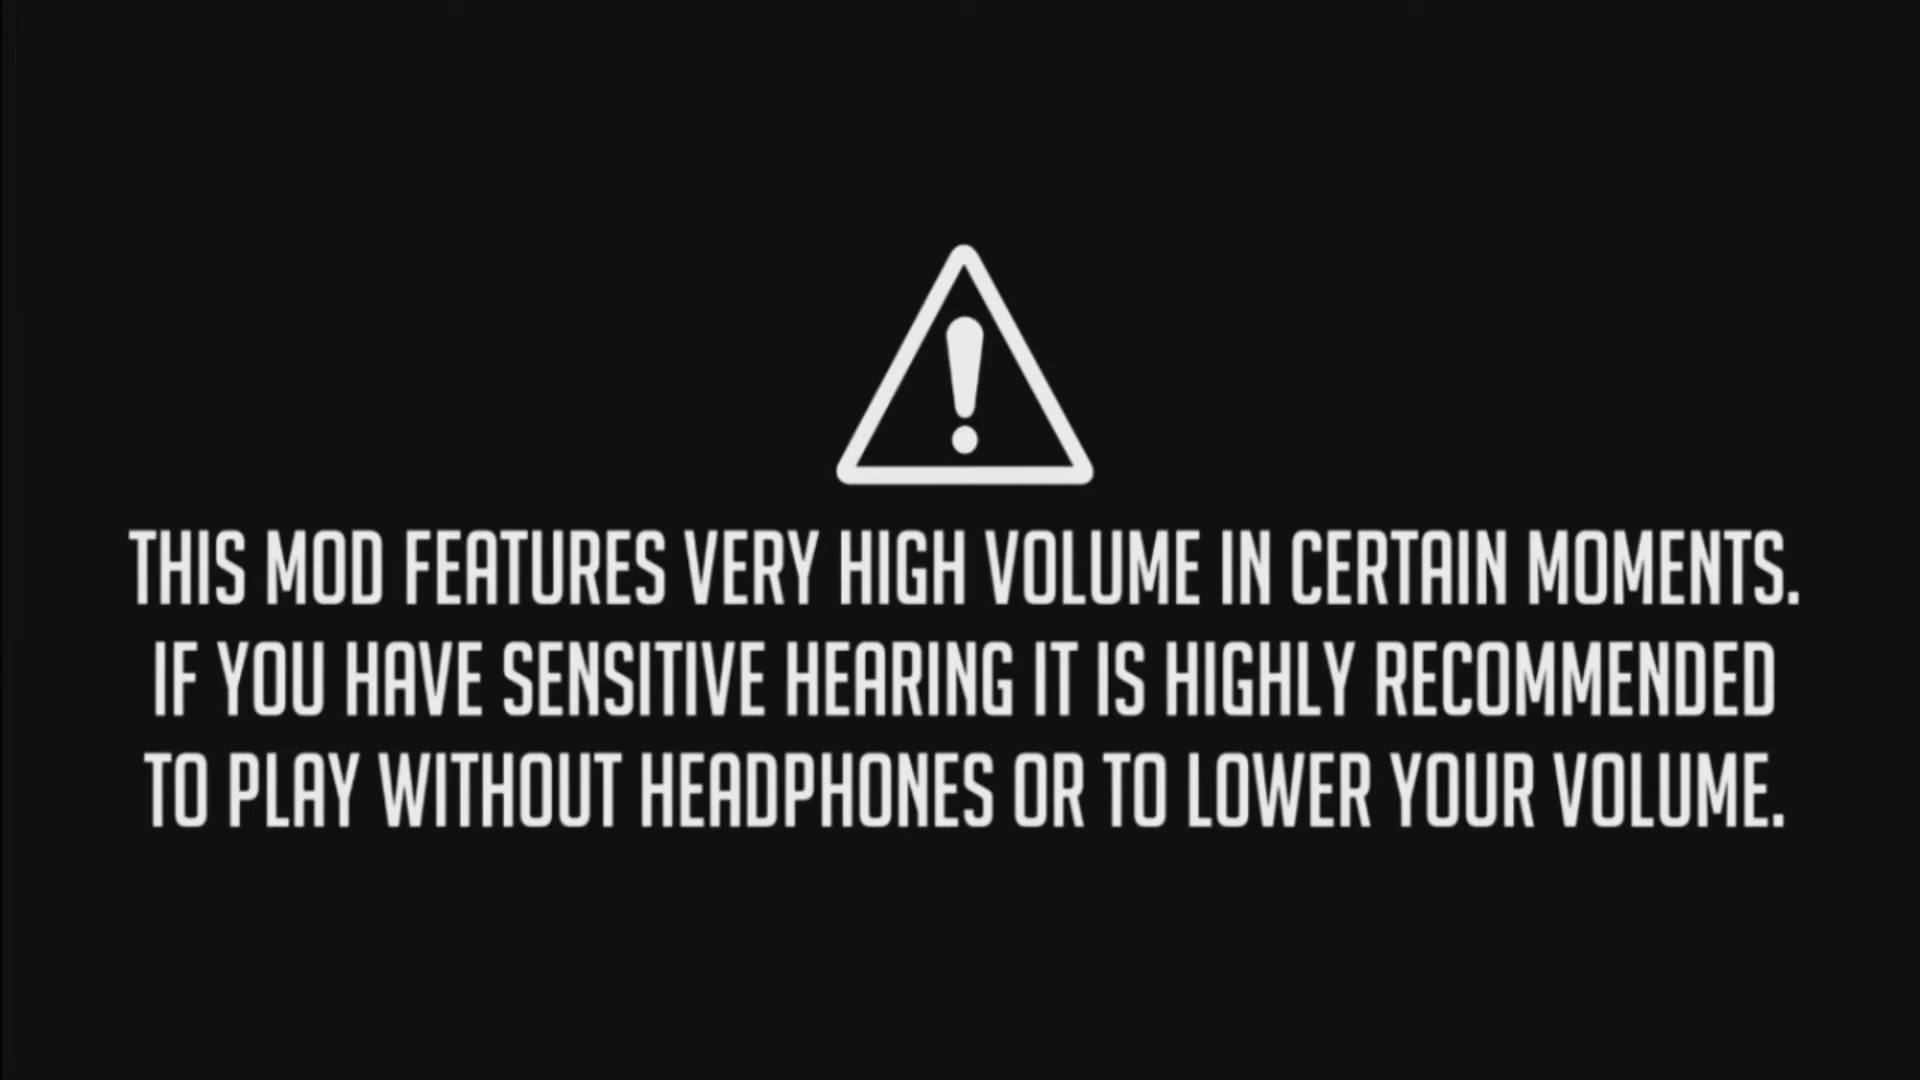 THIS MOD FEATURES VERY HIGH VOLUME IN CERTAIN MOMENTS.
IF YOU HAVE SENSITIVE HEARING IT IS HIGHLY RECOMMENDED
TO PLAY WITHOUT HEADPHONES OR TO LOWER YOUR VOLUME.